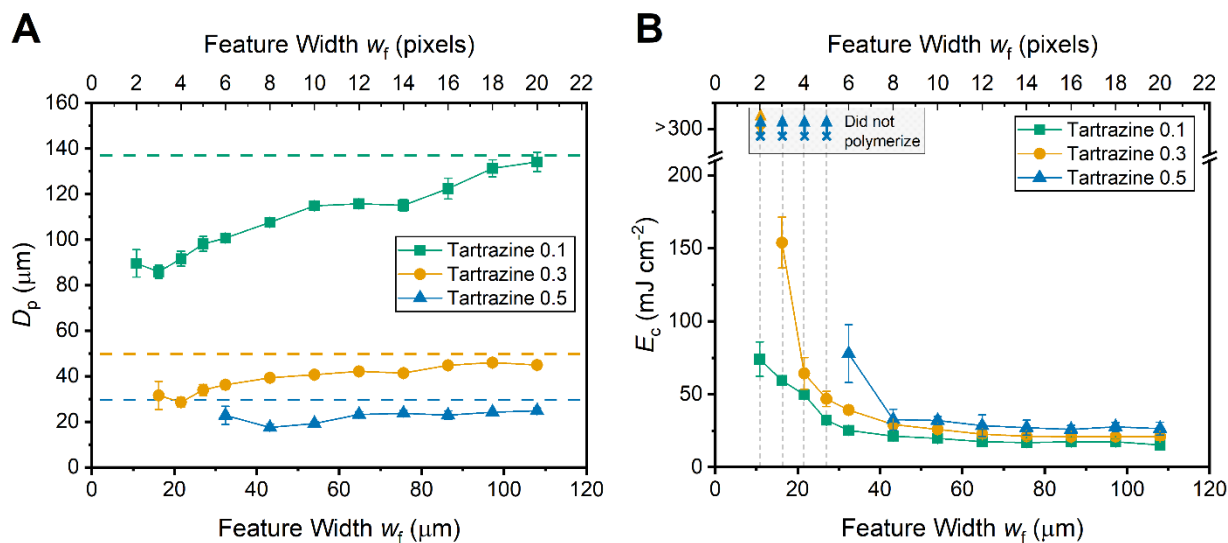 A
Feature Width wf (pixels)
0 2 4 6 8 10 12 14 16 18 20
160
140
120
100
80
60
40
20
0
Dp (μm)
Tartrazine 0.1
Tartrazine 0.3
Tartrazine 0.5
0 20 40 60 80 100 120
Feature Width wf (μm)
B
Feature Width wf (pixels)
0 2 4 6 8 10 12 14 16 18 20
> 300
200
150
100
50
0
Ec (mJ cm-2)
Did not
polymerize
Tartrazine 0.1
Tartrazine 0.3
Tartrazine 0.5
0 20 40 60 80 100 120
Feature Width wf (μm)